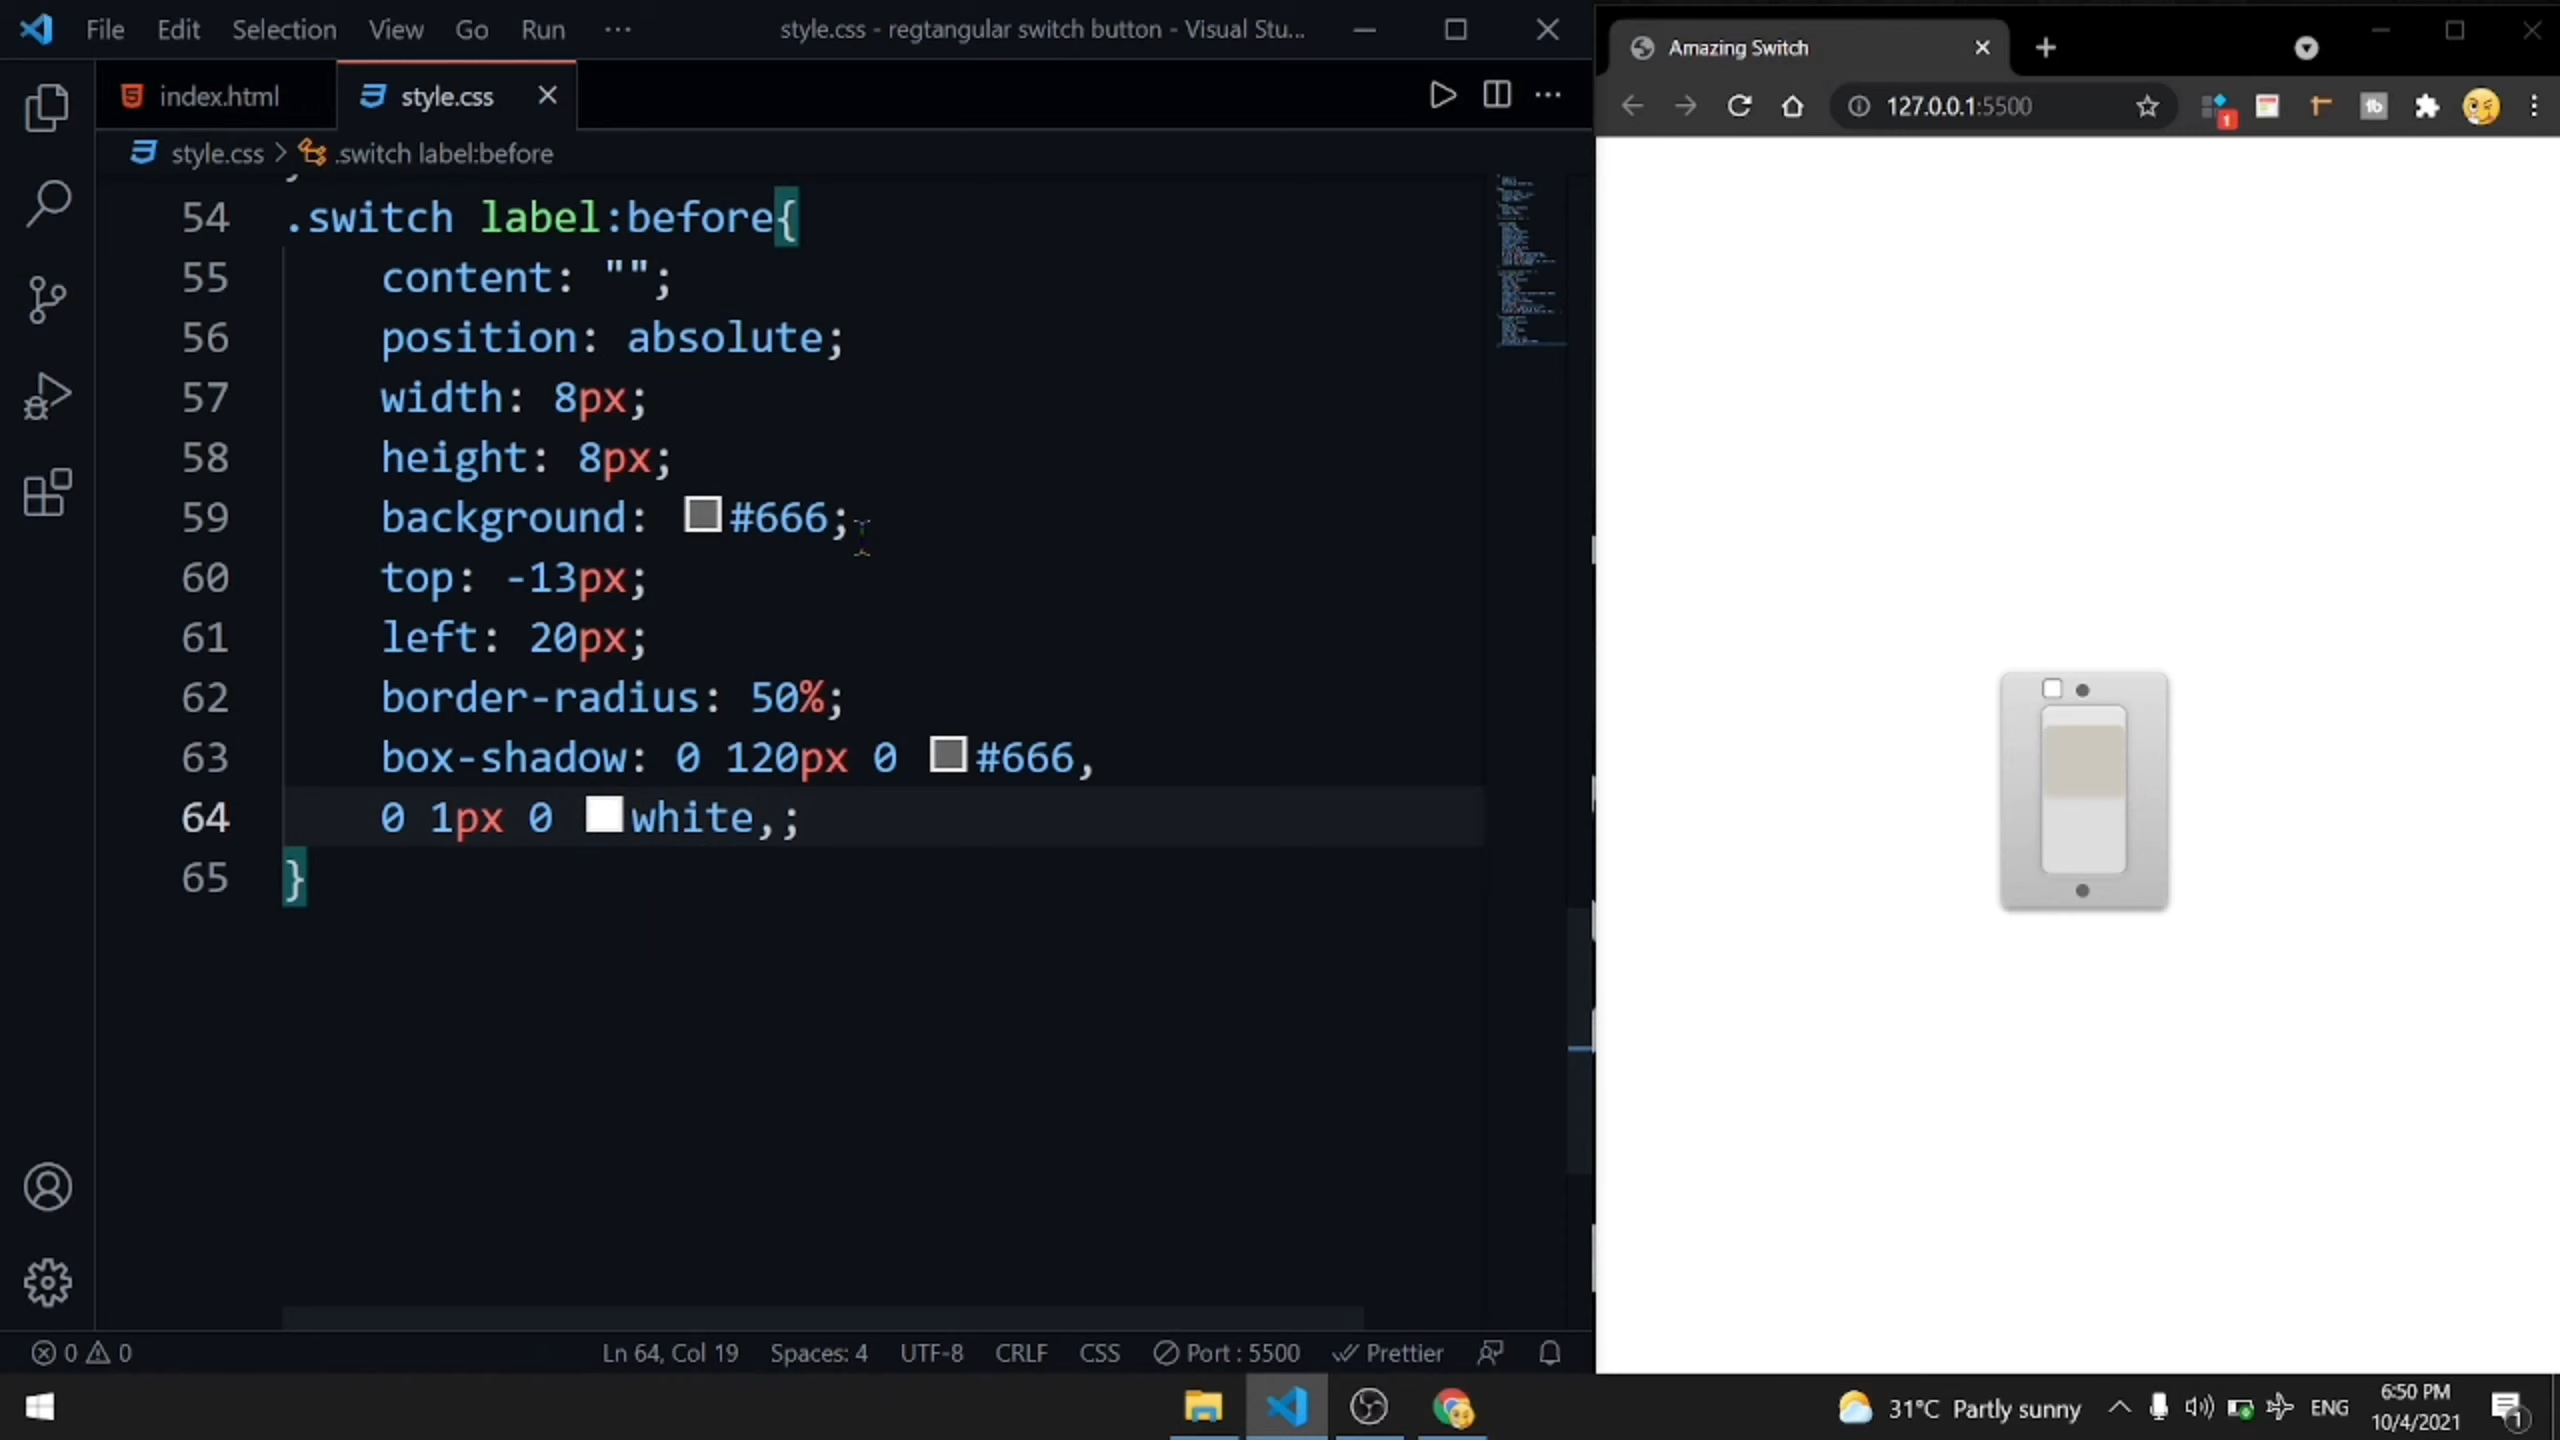 File Edit Selection View Go Run ··· style.css - regtangular switch button - Visual Stu...
index.html style.css
style.css > .switch label:before
54 .switch label:before{
55 content: "";
56 position: absolute;
57 width: 8px;
58 height: 8px;
59 background: #666;
60 top: -13px;
61 left: 20px;
62 border-radius: 50%;
63 box-shadow: 0 120px 0 #666,
64 0 1px 0 white,;
65 }
0 0 Ln 64, Col 19 Spaces: 4 UTF-8 CRLF CSS Port : 5500 Prettier
Amazing Switch
127.0.0.1:5500
1
31°C Partly sunny ENG 6:50 PM
10/4/2021
1